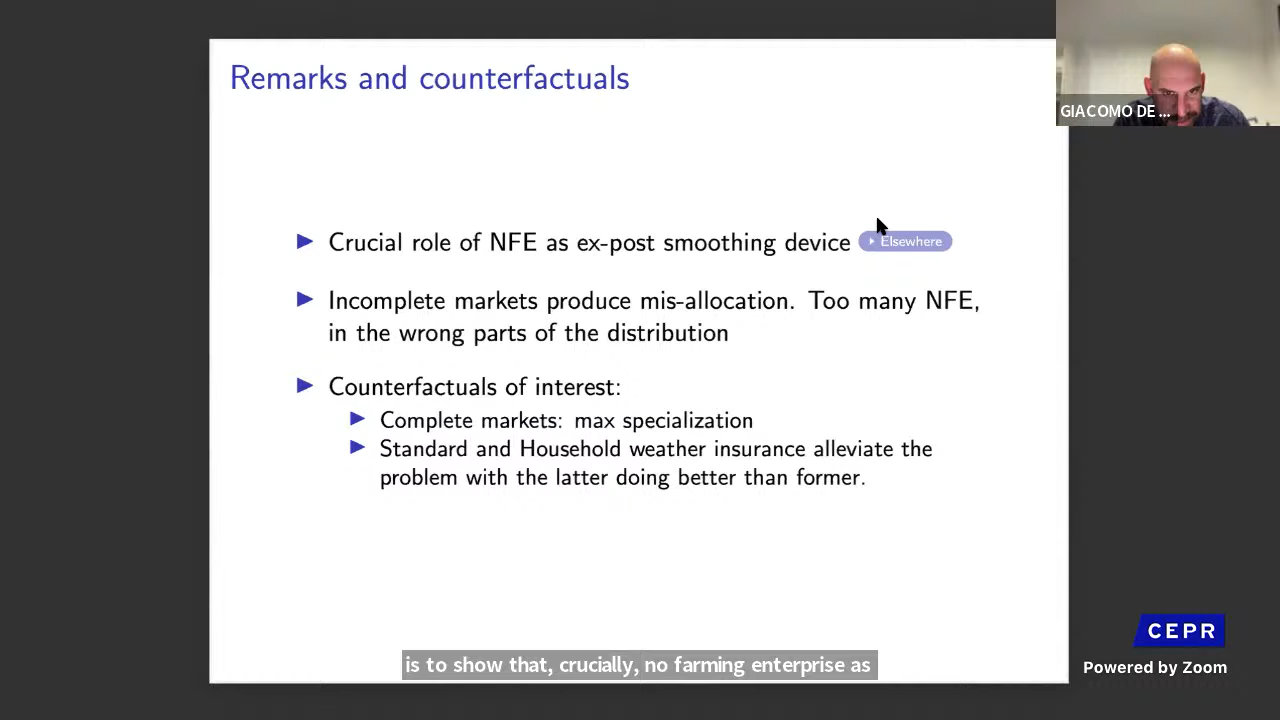 Remarks and counterfactuals
GIACOMO DE ...
▶ Crucial role of NFE as ex-post smoothing device ▸ Elsewhere
▶ Incomplete markets produce mis-allocation. Too many NFE,
in the wrong parts of the distribution
▶ Counterfactuals of interest:
▶ Complete markets: max specialization
▶ Standard and Household weather insurance alleviate the
problem with the latter doing better than former.
CEPR
Powered by Zoom
is to show that, crucially, no farming enterprise as